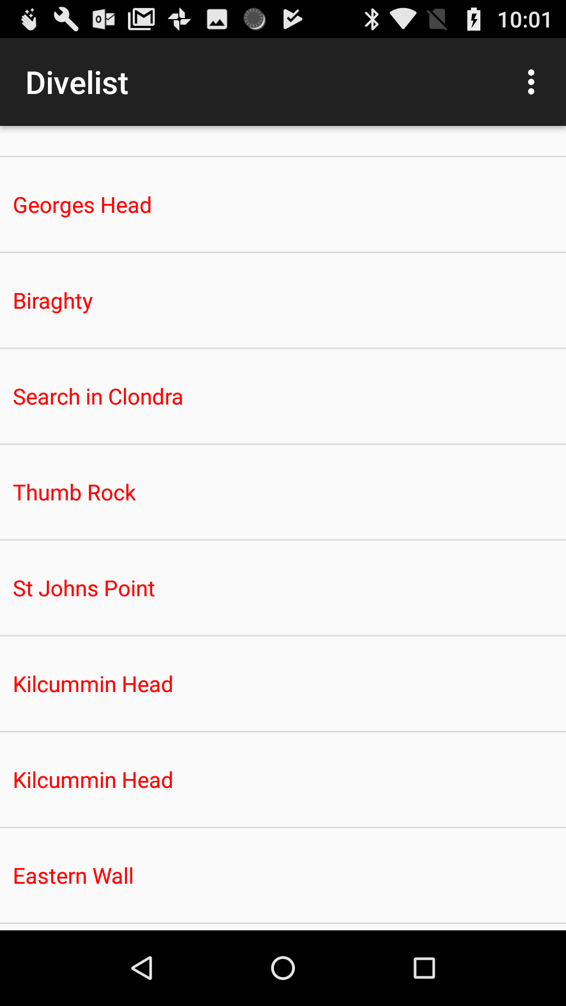 10:01
Divelist
Georges Head
Biraghty
Search in Clondra
Thumb Rock
St Johns Point
Kilcummin Head
Kilcummin Head
Eastern Wall